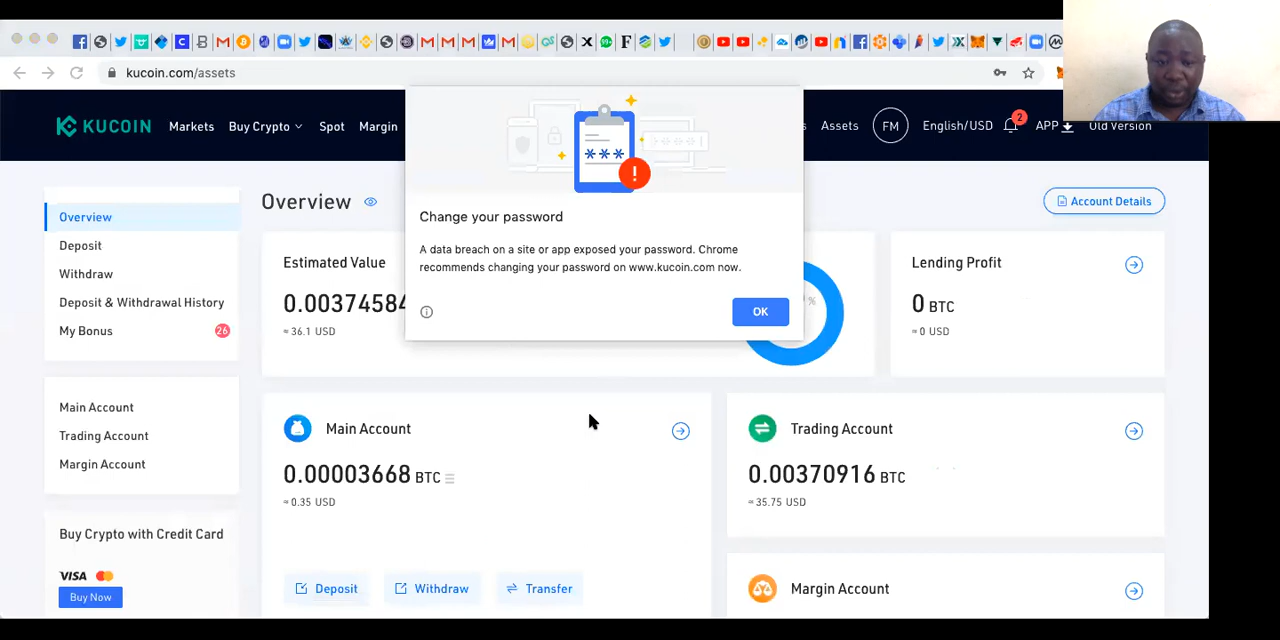 kucoin.com/assets
KUCOIN Markets Buy Crypto Spot Margin Assets FM English/USD 2 APP Old Version
Overview
Deposit
Withdraw
Deposit & Withdrawal History
My Bonus 26
Main Account
Trading Account
Margin Account
Buy Crypto with Credit Card
VISA
Buy Now
Overview
Account Details
Estimated Value
0.00374584
≈ 36.1 USD
%
***
!
Change your password
A data breach on a site or app exposed your password. Chrome
recommends changing your password on www.kucoin.com now.
OK
Lending Profit
0 BTC
≈ 0 USD
Main Account
0.00003668 BTC
≈ 0.35 USD
Deposit Withdraw Transfer
Trading Account
0.00370916 BTC
≈ 35.75 USD
Margin Account